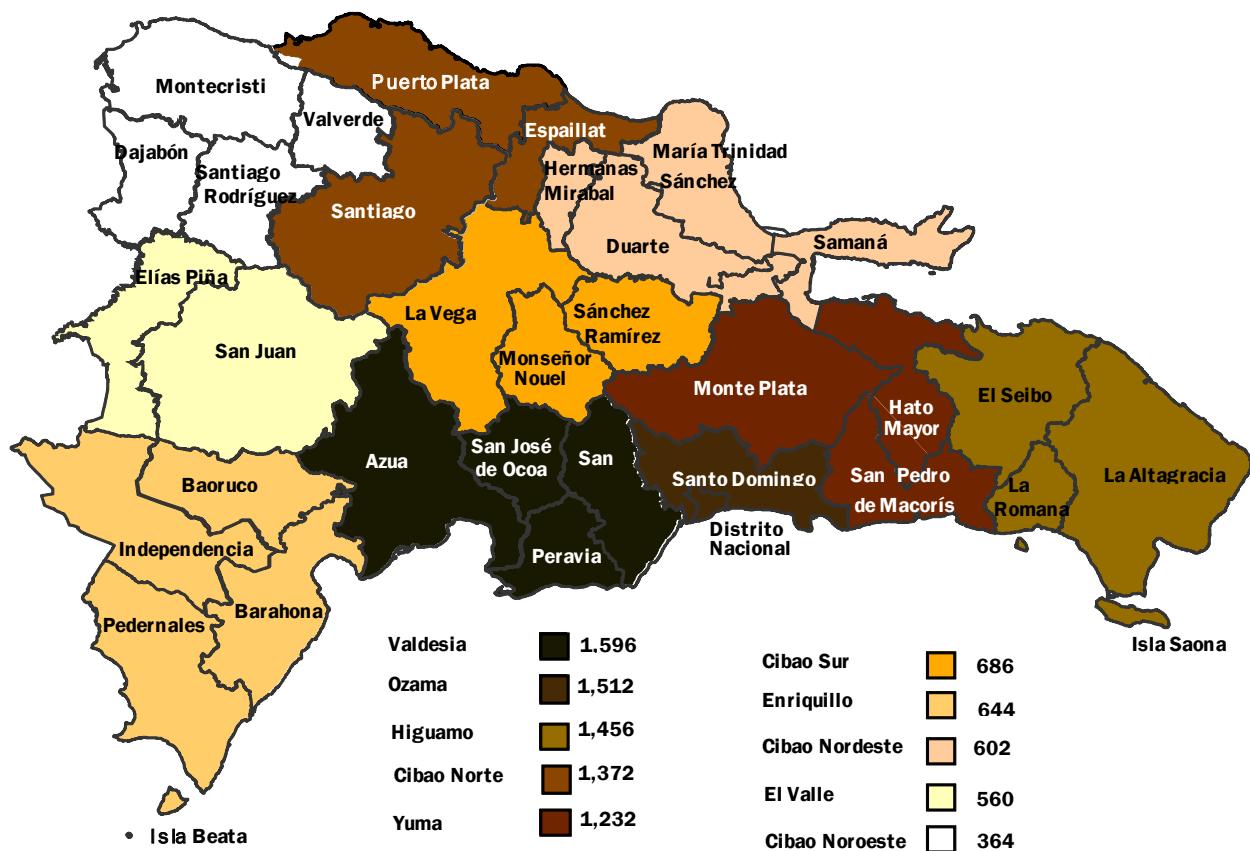 Montecristi
Puerto Plata
Valverde
Espaillat
Dajabón
María Trinidad
Sánchez
Hermanas
Mirabal
Santiago
Rodríguez
Santiago
Duarte
Samaná
Elías Piña
La Vega
Sánchez
Ramírez
San Juan
Monseñor
Nouel
Monte Plata
El Seibo
Hato
Mayor
San José
de Ocoa
San
Azua
Baoruco
Santo Domingo
San Pedro
de Macorís
La
Romana
La Altagracia
Distrito
Nacional
Independencia
Peravia
Barahona
Pedernales
Isla Saona
Valdesia 1,596
Ozama 1,512
Higuamo 1,456
Cibao Norte 1,372
Yuma 1,232
Cibao Sur 686
Enriquillo 644
Cibao Nordeste 602
El Valle 560
Cibao Noroeste 364
Isla Beata